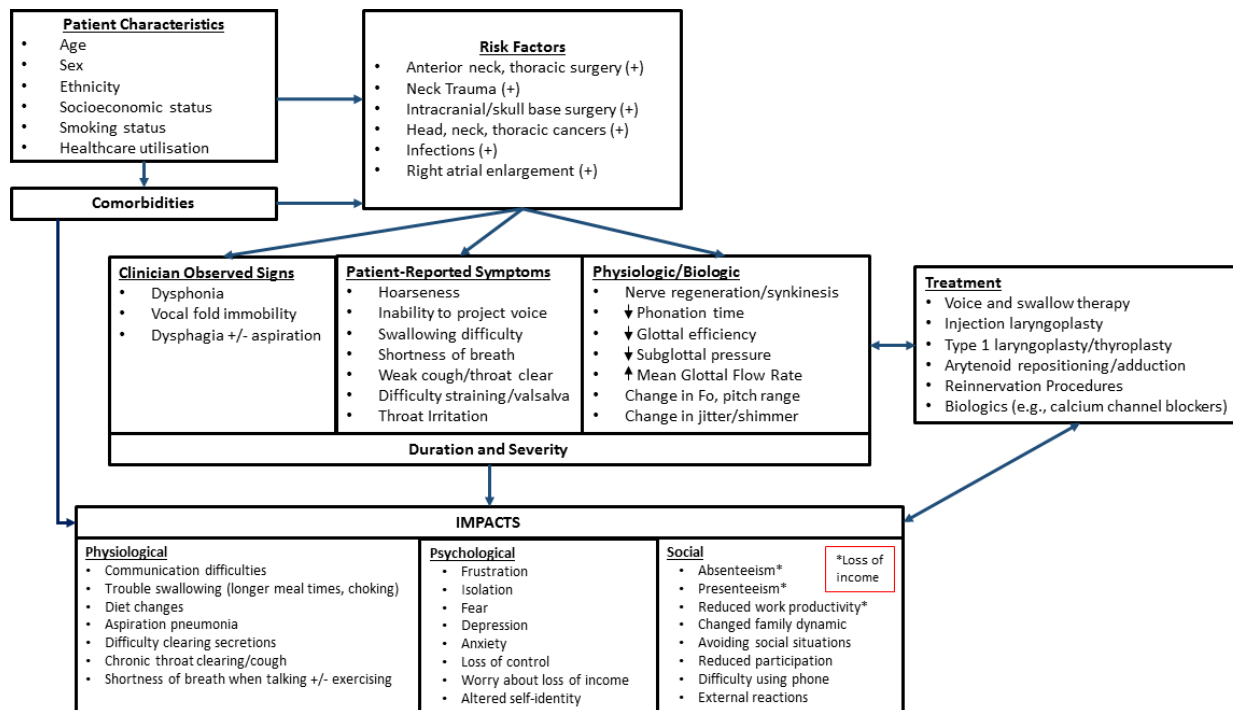 Patient Characteristics
• Age
• Sex
• Ethnicity
• Socioeconomic status
• Smoking status
• Healthcare utilisation
Risk Factors
• Anterior neck, thoracic surgery (+)
• Neck Trauma (+)
• Intracranial/skull base surgery (+)
• Head, neck, thoracic cancers (+)
• Infections (+)
• Right atrial enlargement (+)
Comorbidities
Clinician Observed Signs
• Dysphonia
• Vocal fold immobility
• Dysphagia +/- aspiration
Patient-Reported Symptoms
• Hoarseness
• Inability to project voice
• Swallowing difficulty
• Shortness of breath
• Weak cough/throat clear
• Difficulty straining/valsalva
• Throat Irritation
Physiologic/Biologic
• Nerve regeneration/synkinesis
• ↓ Phonation time
• ↓ Glottal efficiency
• ↓ Subglottal pressure
• ↑ Mean Glottal Flow Rate
• Change in Fo, pitch range
• Change in jitter/shimmer
Duration and Severity
Treatment
• Voice and swallow therapy
• Injection laryngoplasty
• Type 1 laryngoplasty/thyroplasty
• Arytenoid repositioning/adduction
• Reinnervation Procedures
• Biologics (e.g., calcium channel blockers)
IMPACTS
Physiological
• Communication difficulties
• Trouble swallowing (longer meal times, choking)
• Diet changes
• Aspiration pneumonia
• Difficulty clearing secretions
• Chronic throat clearing/cough
• Shortness of breath when talking +/- exercising
Psychological
• Frustration
• Isolation
• Fear
• Depression
• Anxiety
• Loss of control
• Worry about loss of income
• Altered self-identity
Social
• Absenteeism*
• Presenteeism*
• Reduced work productivity*
• Changed family dynamic
• Avoiding social situations
• Reduced participation
• Difficulty using phone
• External reactions
*Loss of
income